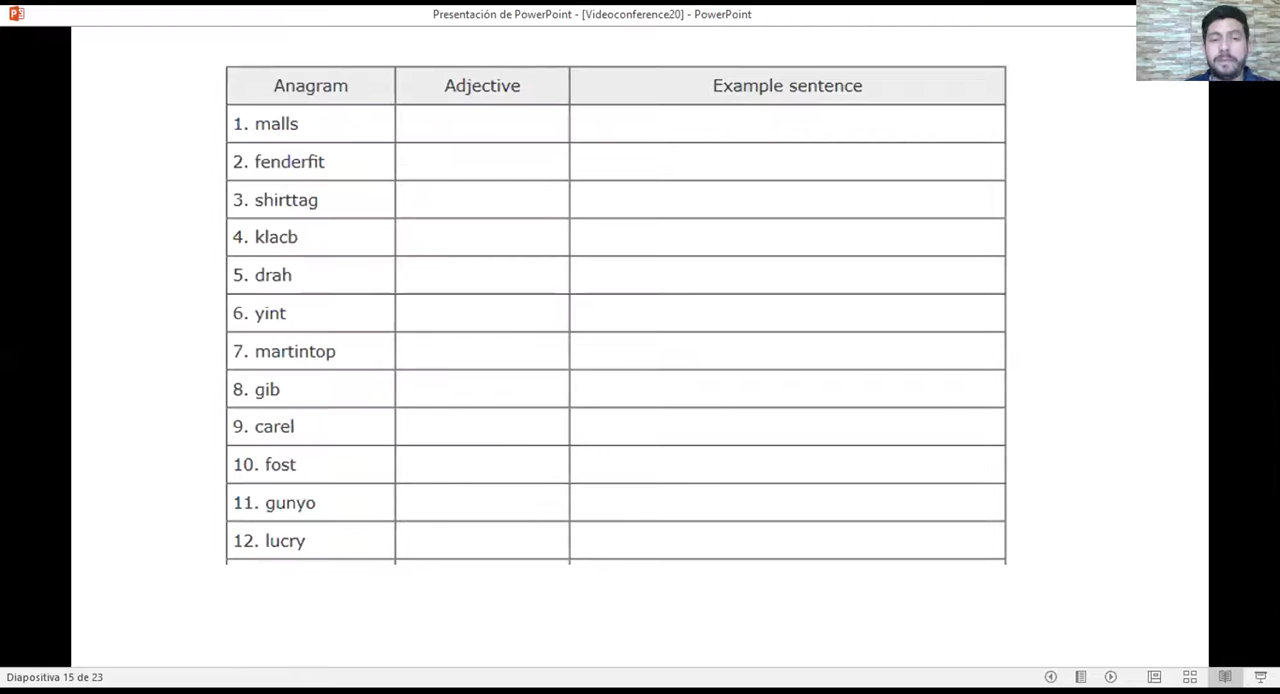 Presentación de PowerPoint - [Videoconference20] - PowerPoint
Anagram Adjective Example sentence
1. malls
2. fenderfit
3. shirttag
4. klacb
5. drah
6. yint
7. martintop
8. gib
9. carel
10. fost
11. gunyo
12. lucry
Diapositiva 15 de 23